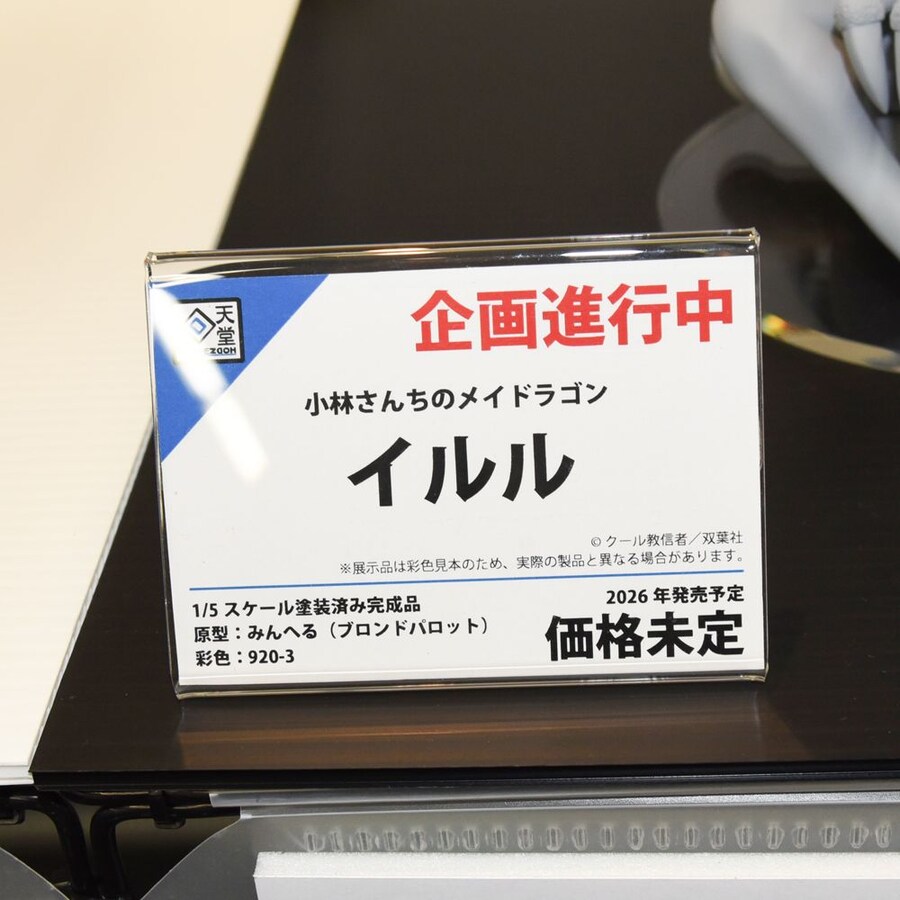 天
堂
企画進行中
小林さんちのメイドラゴン
イルル
© クール教信者／双葉社
※展示品は彩色見本のため、実際の製品と異なる場合があります。
1/5 スケール塗装済み完成品
原型：みんへる（ブロンドパロット）
彩色：920-3
2026 年発売予定
価格未定